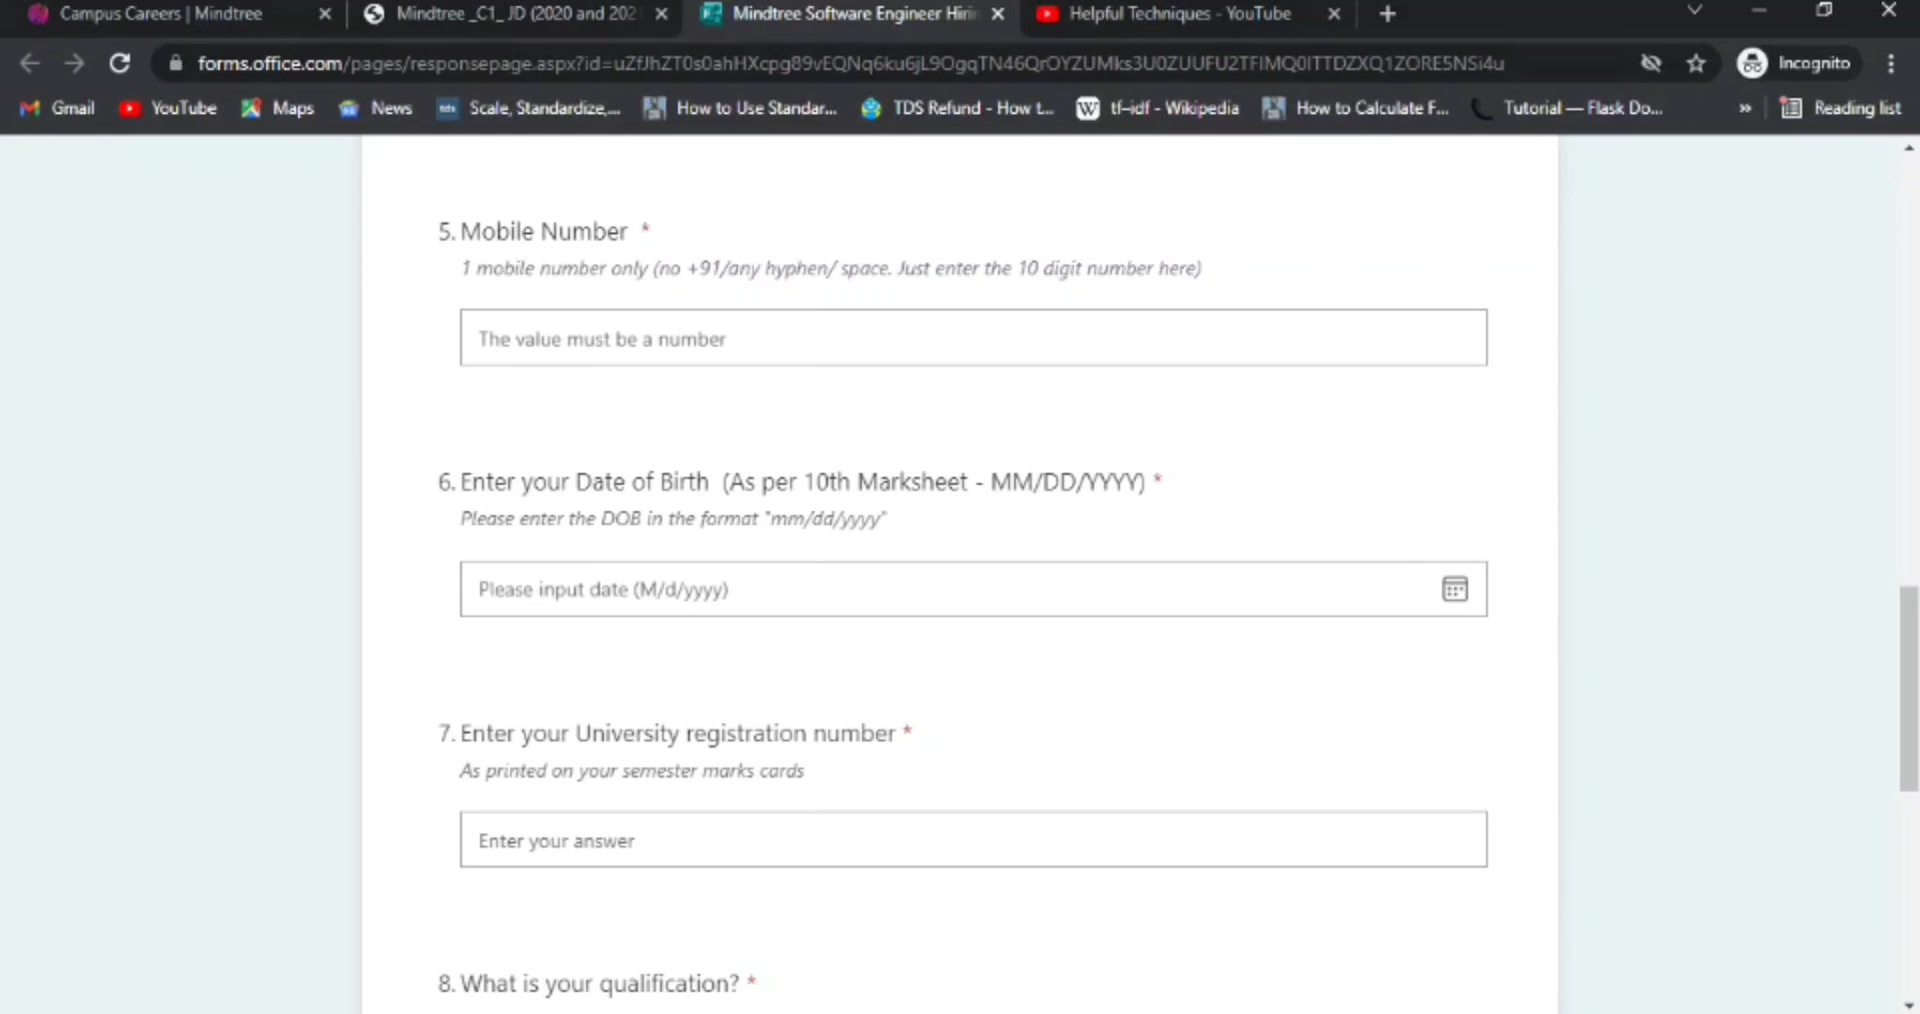 Campus Careers | Mindtree
Mindtree _C1_ JD (2020 and 202
Mindtree Software Engineer Hirin
Helpful Techniques - YouTube
forms.office.com/pages/responsepage.aspx?id=
Incognito
Gmail
YouTube
Maps
News
Scale, Standardize,...
How to Use Standar...
TDS Refund - How t...
tf-idf - Wikipedia
How to Calculate F...
Tutorial — Flask Do...
»
Reading list
5. Mobile Number *
1 mobile number only (no +91/any hyphen/ space. Just enter the 10 digit number here)
The value must be a number
6. Enter your Date of Birth (As per 10th Marksheet - MM/DD/YYYY) *
Please enter the DOB in the format "mm/dd/yyyy"
Please input date (M/d/yyyy)
7. Enter your University registration number *
As printed on your semester marks cards
Enter your answer
8. What is your qualification? *